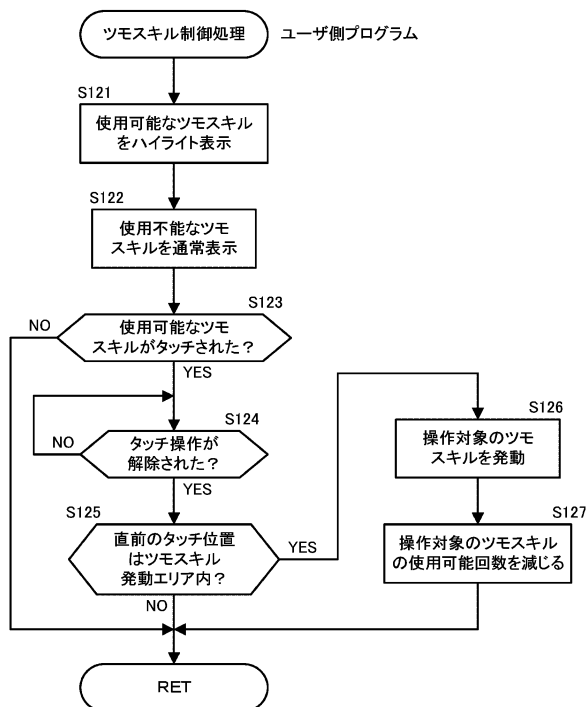 ツモスキル制御処理
ユーザ側プログラム
S121
使用可能なツモスキル
をハイライト表示
S122
使用不能なツモ
スキルを通常表示
S123
使用可能なツモ
スキルがタッチされた？
NO
YES
S124
タッチ操作が
解除された？
NO
YES
S125
直前のタッチ位置
はツモスキル
発動エリア内？
YES
NO
S126
操作対象のツモ
スキルを発動
S127
操作対象のツモスキル
の使用可能回数を減じる
RET